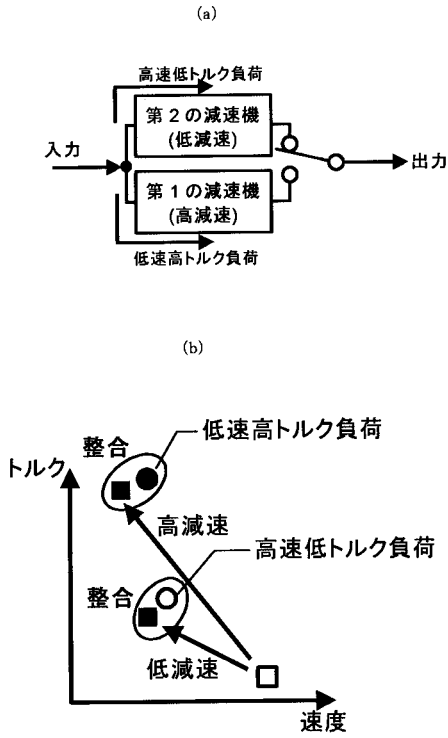 (a)
高速低トルク負荷
第2の減速機
(低減速)
入力
出力
第1の減速機
(高減速)
低速高トルク負荷
(b)
低速高トルク負荷
整合
トルク
高減速
高速低トルク負荷
整合
低減速
速度